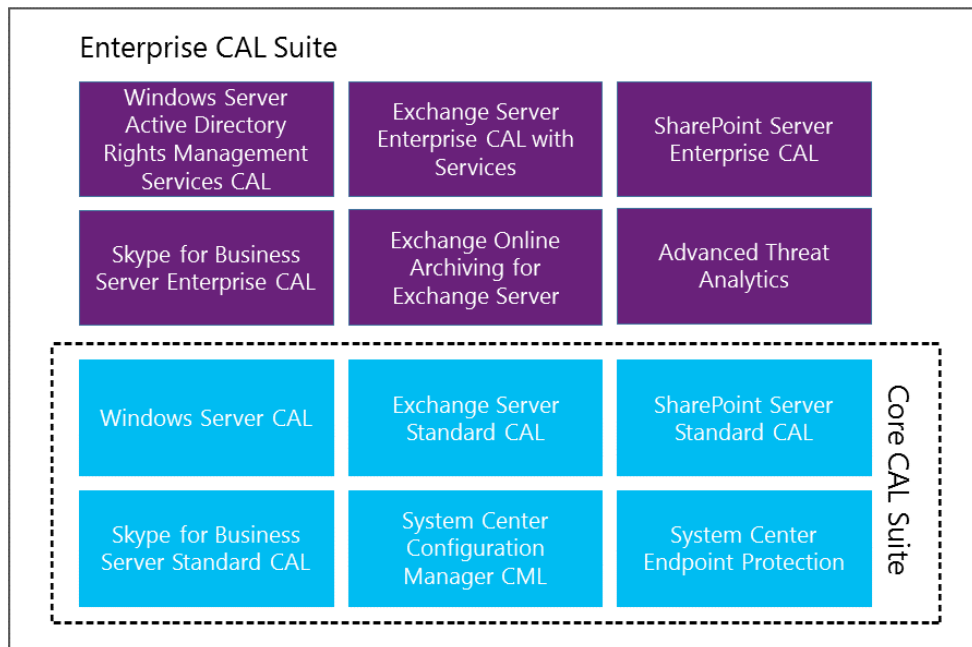 Enterprise CAL Suite
Windows Server
Active Directory
Rights Management
Services CAL
Exchange Server
Enterprise CAL with
Services
SharePoint Server
Enterprise CAL
Skype for Business
Server Enterprise CAL
Exchange Online
Archiving for
Exchange Server
Advanced Threat
Analytics
Windows Server CAL
Exchange Server
Standard CAL
SharePoint Server
Standard CAL
Skype for Business
Server Standard CAL
System Center
Configuration
Manager CML
System Center
Endpoint Protection
Core CAL Suite